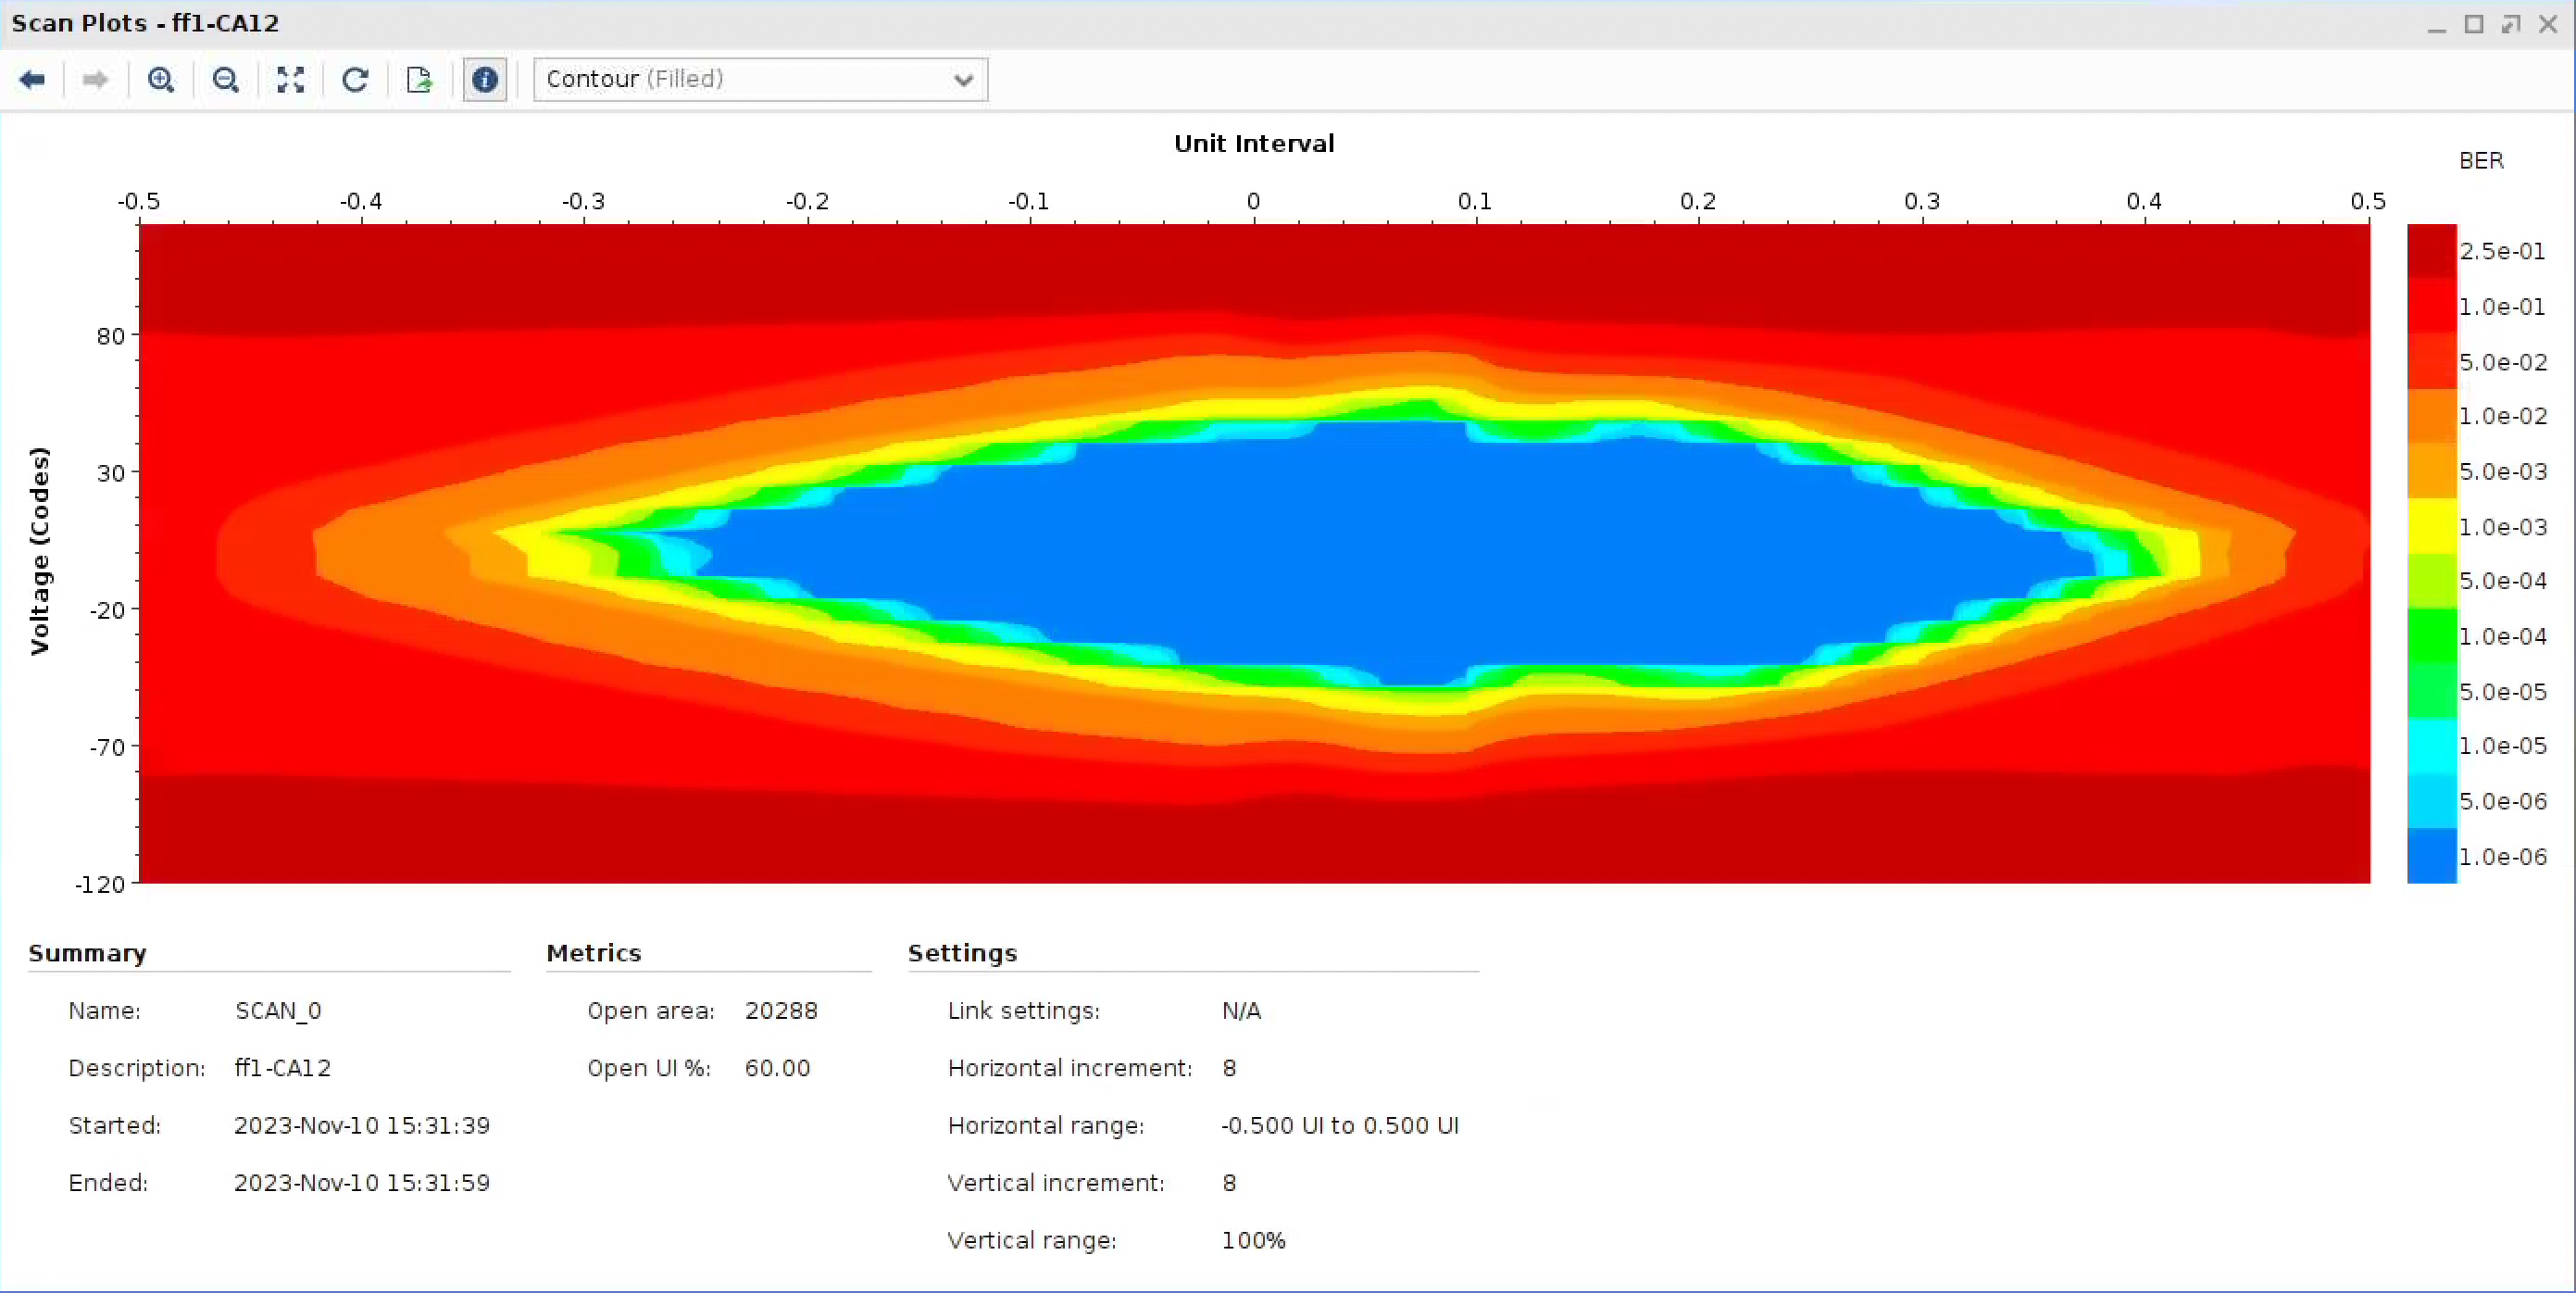 Scan Plots - ff1-CA12
Contour (Filled)
Unit Interval
BER
-0.5 -0.4 -0.3 -0.2 -0.1 0 0.1 0.2 0.3 0.4 0.5
Voltage (Codes)
80
30
-20
-70
-120
2.5e-01
1.0e-01
5.0e-02
1.0e-02
5.0e-03
1.0e-03
5.0e-04
1.0e-04
5.0e-05
1.0e-05
5.0e-06
1.0e-06
Summary
Name: SCAN_0
Description: ff1-CA12
Started: 2023-Nov-10 15:31:39
Ended: 2023-Nov-10 15:31:59
Metrics
Open area: 20288
Open UI %: 60.00
Settings
Link settings: N/A
Horizontal increment: 8
Horizontal range: -0.500 UI to 0.500 UI
Vertical increment: 8
Vertical range: 100%